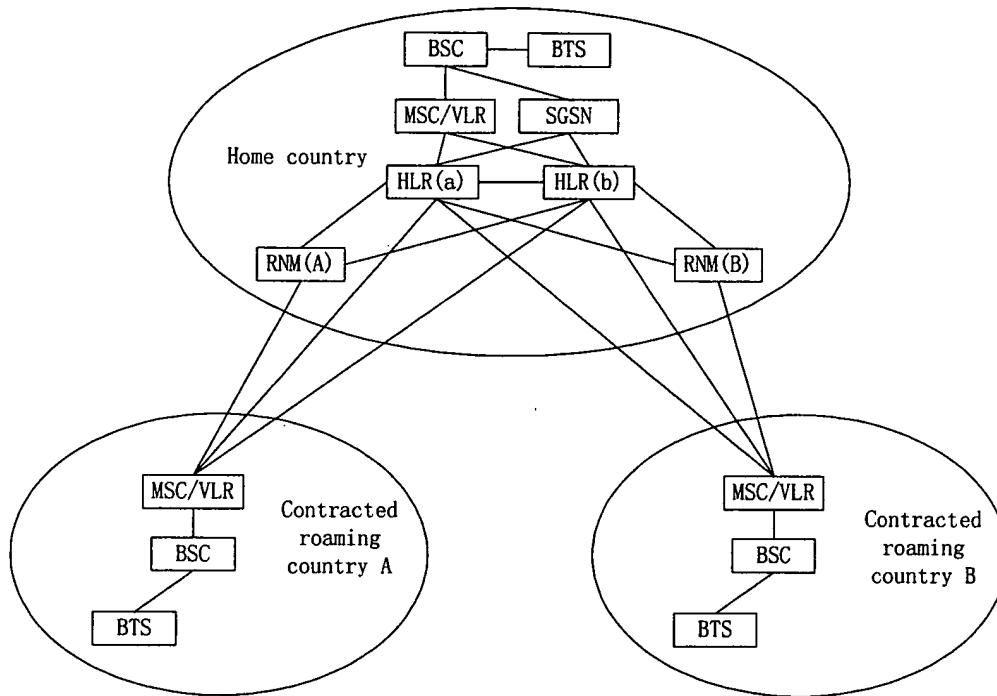 BSC
BTS
MSC/VLR
SGSN
Home country
HLR(a)
HLR(b)
RNM(A)
RNM(B)
MSC/VLR
Contracted
roaming
country A
BSC
BTS
MSC/VLR
Contracted
roaming
country B
BSC
BTS